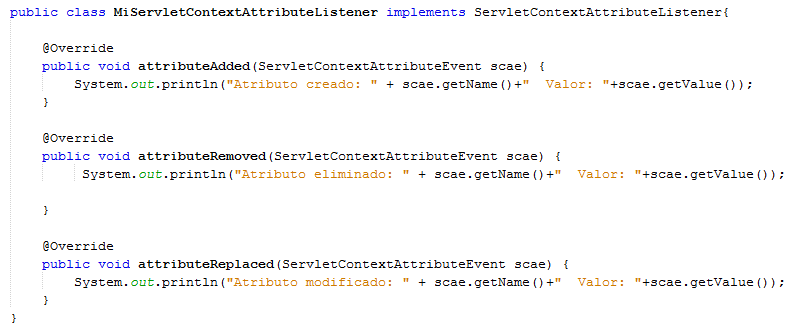 public class MiServletContextAttributeListener implements ServletContextAttributeListener{
@Override
public void attributeAdded(ServletContextAttributeEvent scae) {
System.out.println("Atributo creado: " + scae.getName()+"  Valor: "+scae.getValue());
}
@Override
public void attributeRemoved(ServletContextAttributeEvent scae) {
System.out.println("Atributo eliminado: " + scae.getName()+"  Valor: "+scae.getValue());
}
@Override
public void attributeReplaced(ServletContextAttributeEvent scae) {
System.out.println("Atributo modificado: " + scae.getName()+"  Valor: "+scae.getValue());
}
}